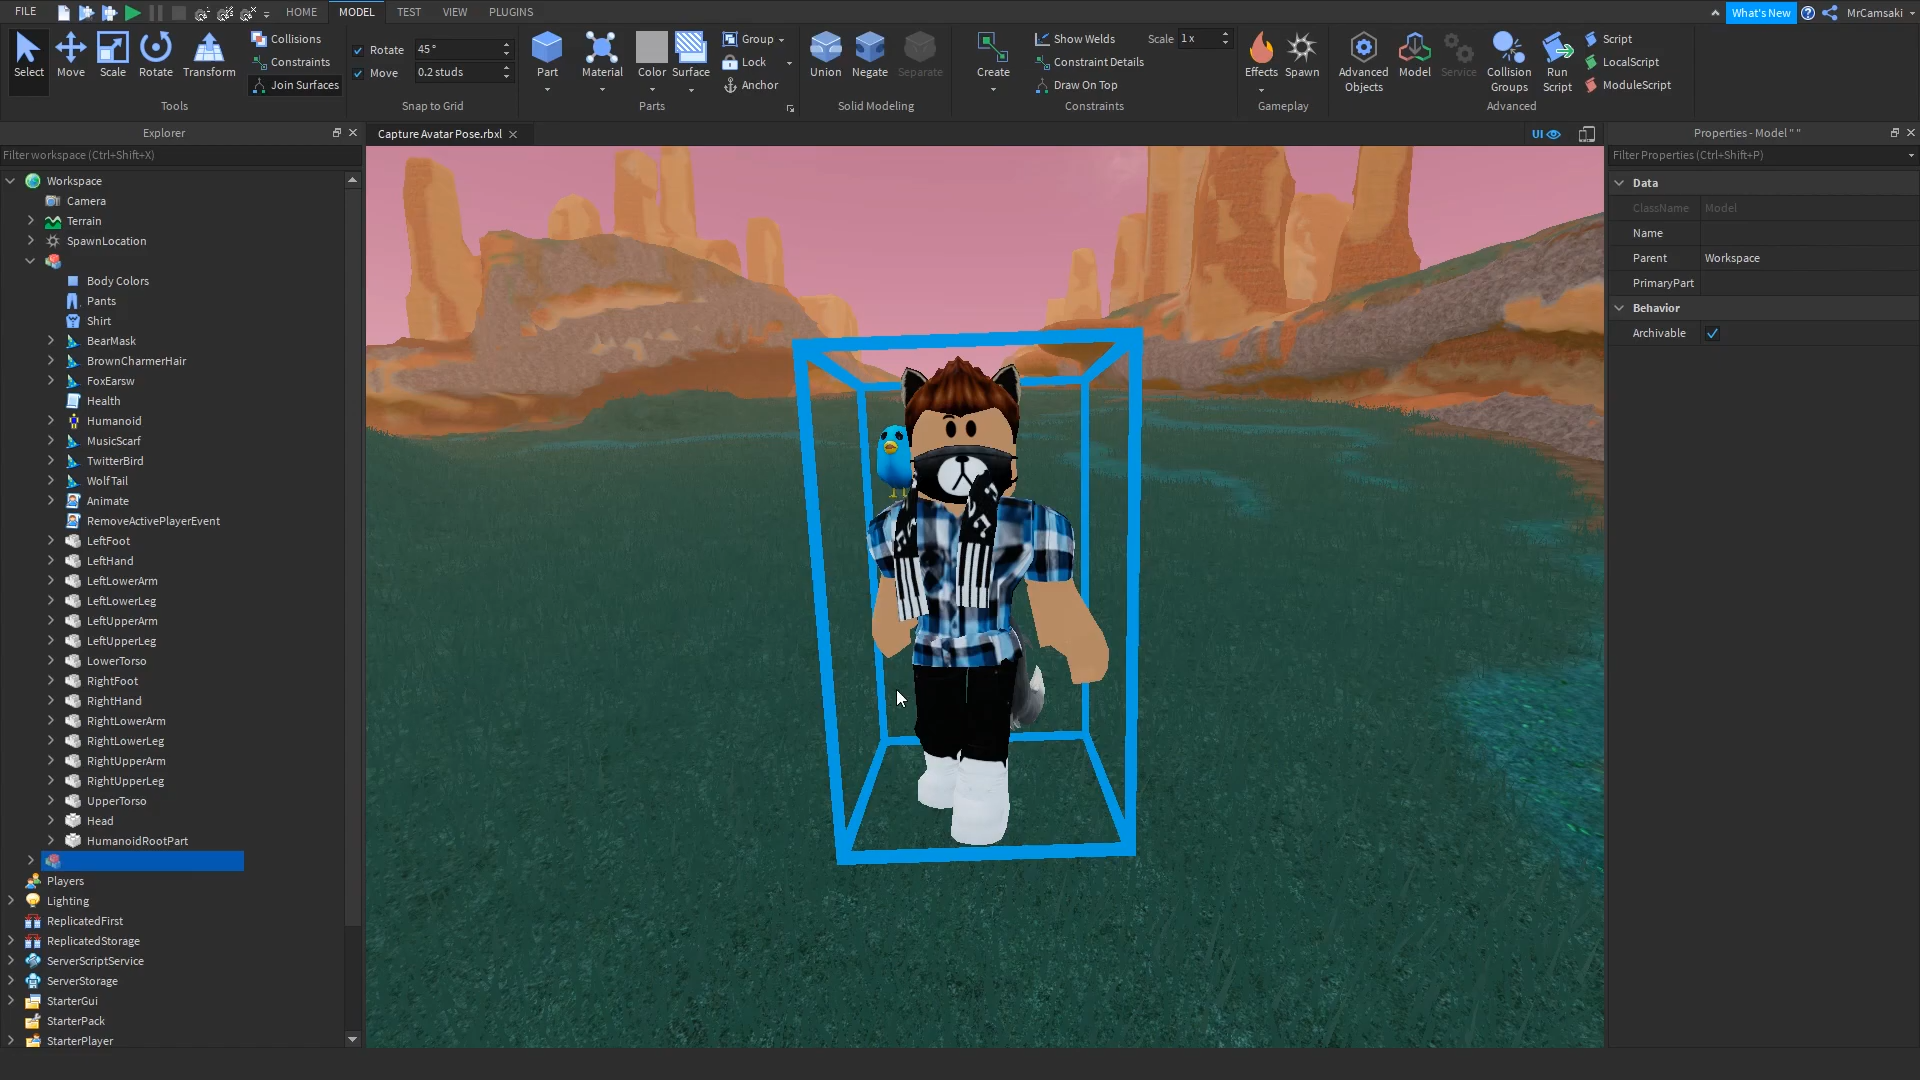 FILE
HOME
MODEL
TEST
VIEW
PLUGINS
What's New
MrCamsaki
Select
Move
Scale
Rotate
Transform
Collisions
Constraints
Join Surfaces
Tools
Rotate 45°
Move 0.2 studs
Snap to Grid
Part
Material
Color
Surface
Group
Lock
Anchor
Parts
Union
Negate
Separate
Solid Modeling
Create
Show Welds
Constraint Details
Draw On Top
Scale 1x
Constraints
Effects
Spawn
Gameplay
Advanced
Objects
Model
Service
Collision
Groups
Run
Script
Script
LocalScript
ModuleScript
Advanced
Explorer
Filter workspace (Ctrl+Shift+X)
Workspace
Camera
Terrain
SpawnLocation
Body Colors
Pants
Shirt
BearMask
BrownCharmerHair
FoxEarsw
Health
Humanoid
MusicScarf
TwitterBird
WolfTail
Animate
RemoveActivePlayerEvent
LeftFoot
LeftHand
LeftLowerArm
LeftLowerLeg
LeftUpperArm
LeftUpperLeg
LowerTorso
RightFoot
RightHand
RightLowerArm
RightLowerLeg
RightUpperArm
RightUpperLeg
UpperTorso
Head
HumanoidRootPart
Players
Lighting
ReplicatedFirst
ReplicatedStorage
ServerScriptService
ServerStorage
StarterGui
StarterPack
StarterPlayer
Capture Avatar Pose.rbxl
UI
Properties - Model " "
Filter Properties (Ctrl+Shift+P)
Data
ClassName Model
Name
Parent Workspace
PrimaryPart
Behavior
Archivable